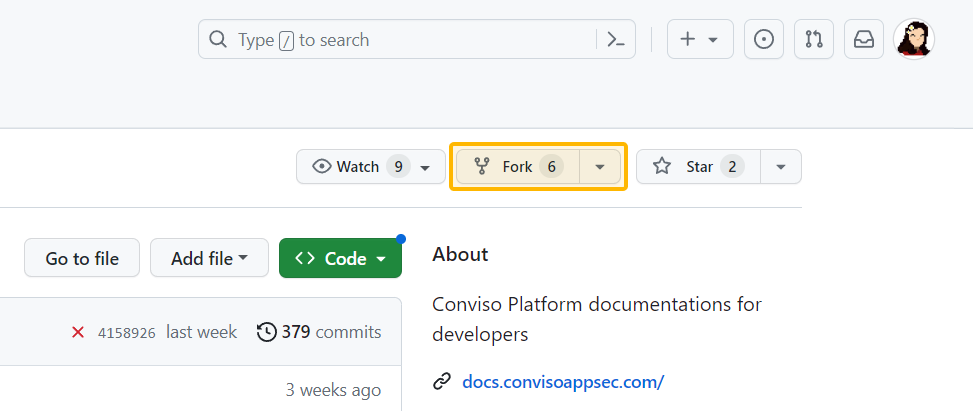 Type / to search
Watch 9
Fork 6
Star 2
Go to file
Add file
Code
About
Conviso Platform documentations for
developers
4158926 last week 379 commits
3 weeks ago
docs.convisoappsec.com/